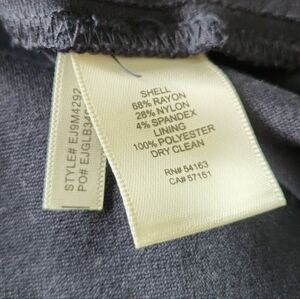 SHELL
68% RAYON
28% NYLON
4% SPANDEX
LINING
100% POLYESTER
DRY CLEAN
RN# 54163
CA# 57151
STYLE# EJ9M4292
PO# EJGLB34